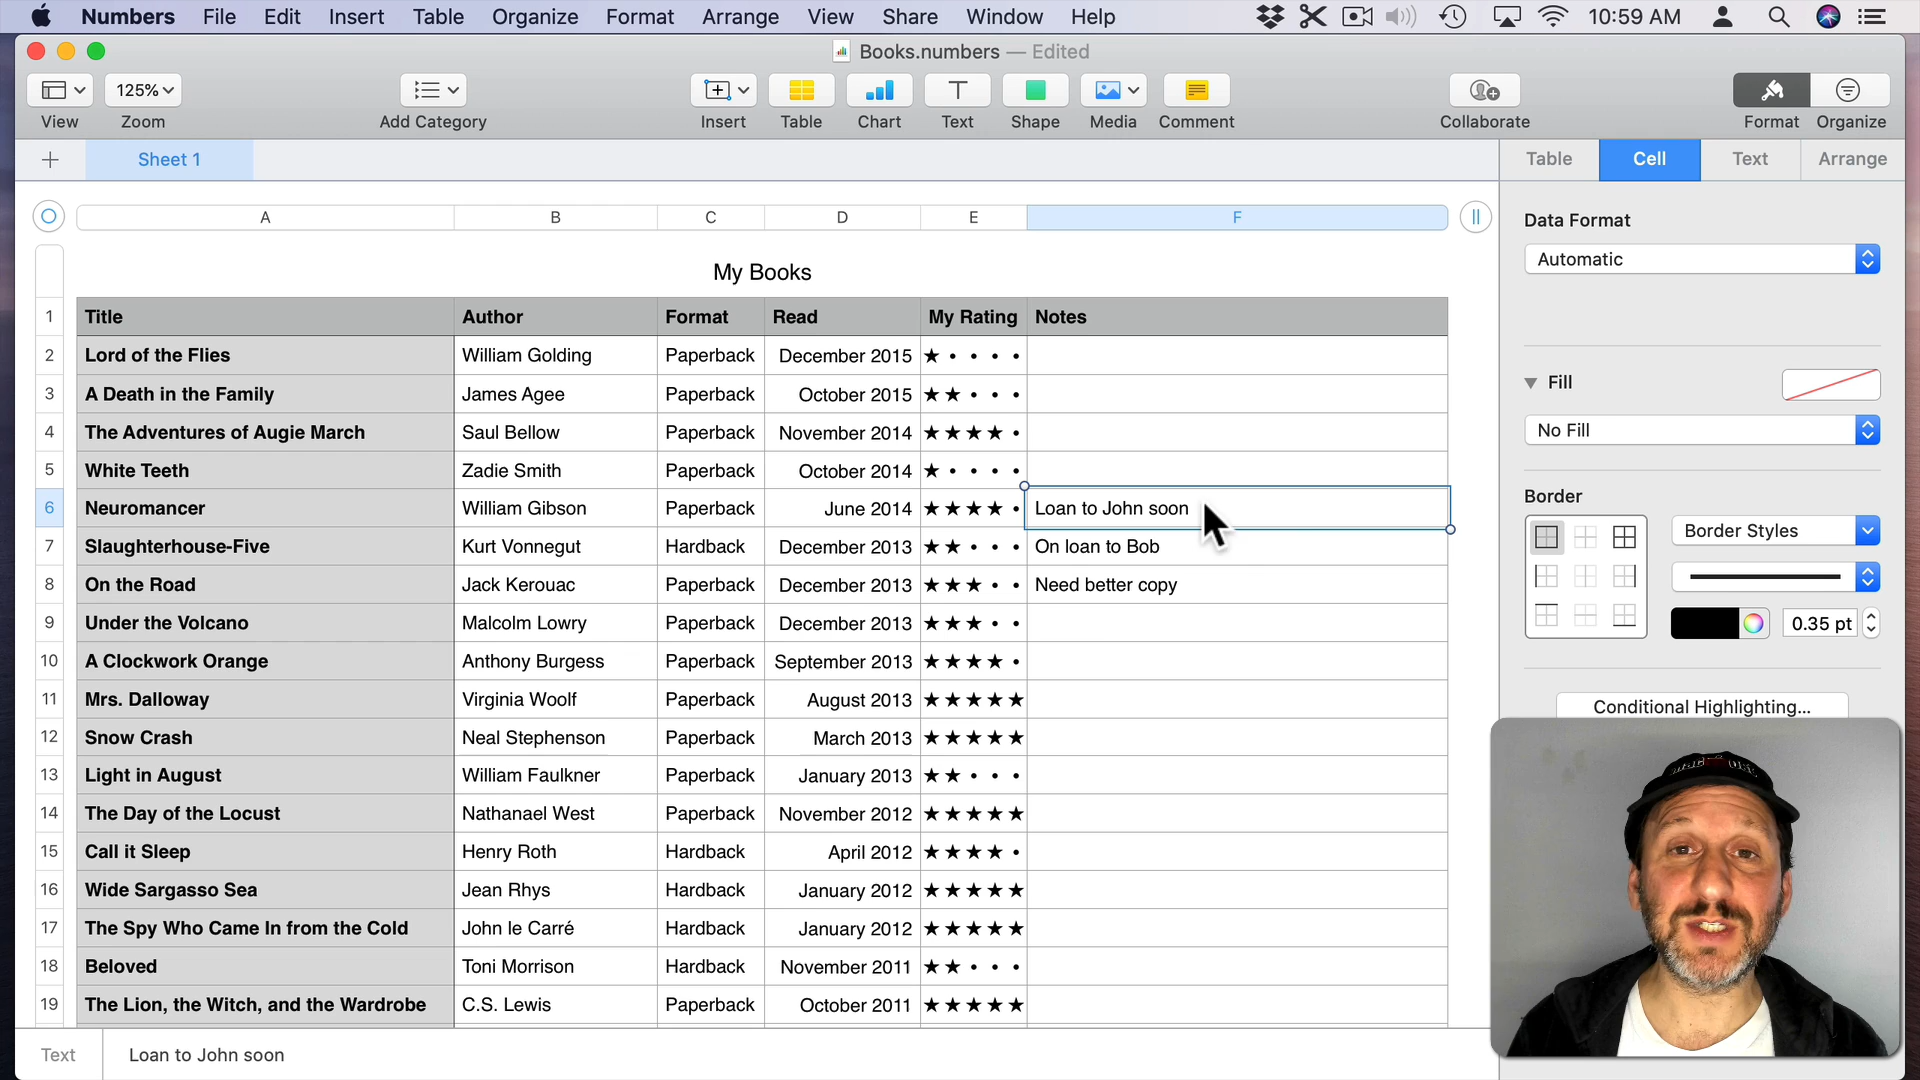 Numbers File Edit Insert Table Organize Format Arrange View Share Window Help 10:59 AM
Books.numbers — Edited
125%
View Zoom Add Category Insert Table Chart Text Shape Media Comment Collaborate Format Organize
Sheet 1
Table Cell Text Arrange
A B C D E F
My Books
1 Title Author Format Read My Rating Notes
2 Lord of the Flies William Golding Paperback December 2015 ★ • • • •
3 A Death in the Family James Agee Paperback October 2015 ★ ★ • • •
4 The Adventures of Augie March Saul Bellow Paperback November 2014 ★ ★ ★ ★ •
5 White Teeth Zadie Smith Paperback October 2014 ★ • • • •
6 Neuromancer William Gibson Paperback June 2014 ★ ★ ★ ★ • Loan to John soon
7 Slaughterhouse-Five Kurt Vonnegut Hardback December 2013 ★ ★ • • • On loan to Bob
8 On the Road Jack Kerouac Paperback December 2013 ★ ★ ★ • • Need better copy
9 Under the Volcano Malcolm Lowry Paperback December 2013 ★ ★ ★ • •
10 A Clockwork Orange Anthony Burgess Paperback September 2013 ★ ★ ★ ★ •
11 Mrs. Dalloway Virginia Woolf Paperback August 2013 ★ ★ ★ ★ ★
12 Snow Crash Neal Stephenson Paperback March 2013 ★ ★ ★ ★ ★
13 Light in August William Faulkner Paperback January 2013 ★ ★ • • •
14 The Day of the Locust Nathanael West Paperback November 2012 ★ ★ ★ ★ ★
15 Call it Sleep Henry Roth Hardback April 2012 ★ ★ ★ ★ •
16 Wide Sargasso Sea Jean Rhys Hardback January 2012 ★ ★ ★ ★ ★
17 The Spy Who Came In from the Cold John le Carré Hardback January 2012 ★ ★ ★ ★ ★
18 Beloved Toni Morrison Hardback November 2011 ★ ★ • • •
19 The Lion, the Witch, and the Wardrobe C.S. Lewis Paperback October 2011 ★ ★ ★ ★ ★
Text Loan to John soon
Data Format
Automatic
Fill
No Fill
Border
Border Styles
0.35 pt
Conditional Highlighting...